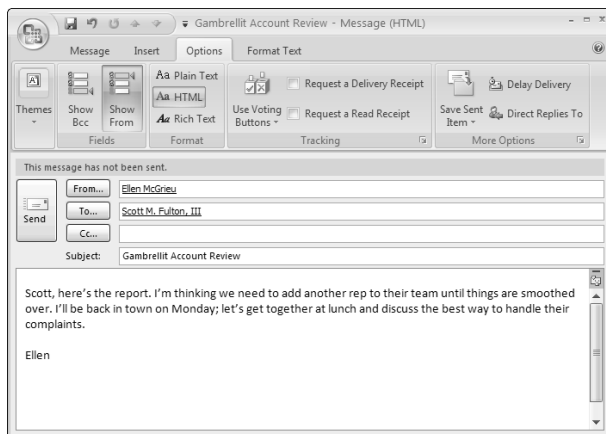 Gambrellit Account Review - Message (HTML)
Message Insert Options Format Text
Themes
Show Bcc
Show From
Fields
Aa Plain Text
Aa HTML
Aa Rich Text
Format
Use Voting Buttons
Request a Delivery Receipt
Request a Read Receipt
Tracking
Save Sent Item
Delay Delivery
Direct Replies To
More Options
This message has not been sent.
Send
From... Ellen McGrieu
To... Scott M. Fulton, III
Cc...
Subject: Gambrellit Account Review
Scott, here's the report. I'm thinking we need to add another rep to their team until things are smoothed
over. I'll be back in town on Monday; let's get together at lunch and discuss the best way to handle their
complaints.
Ellen